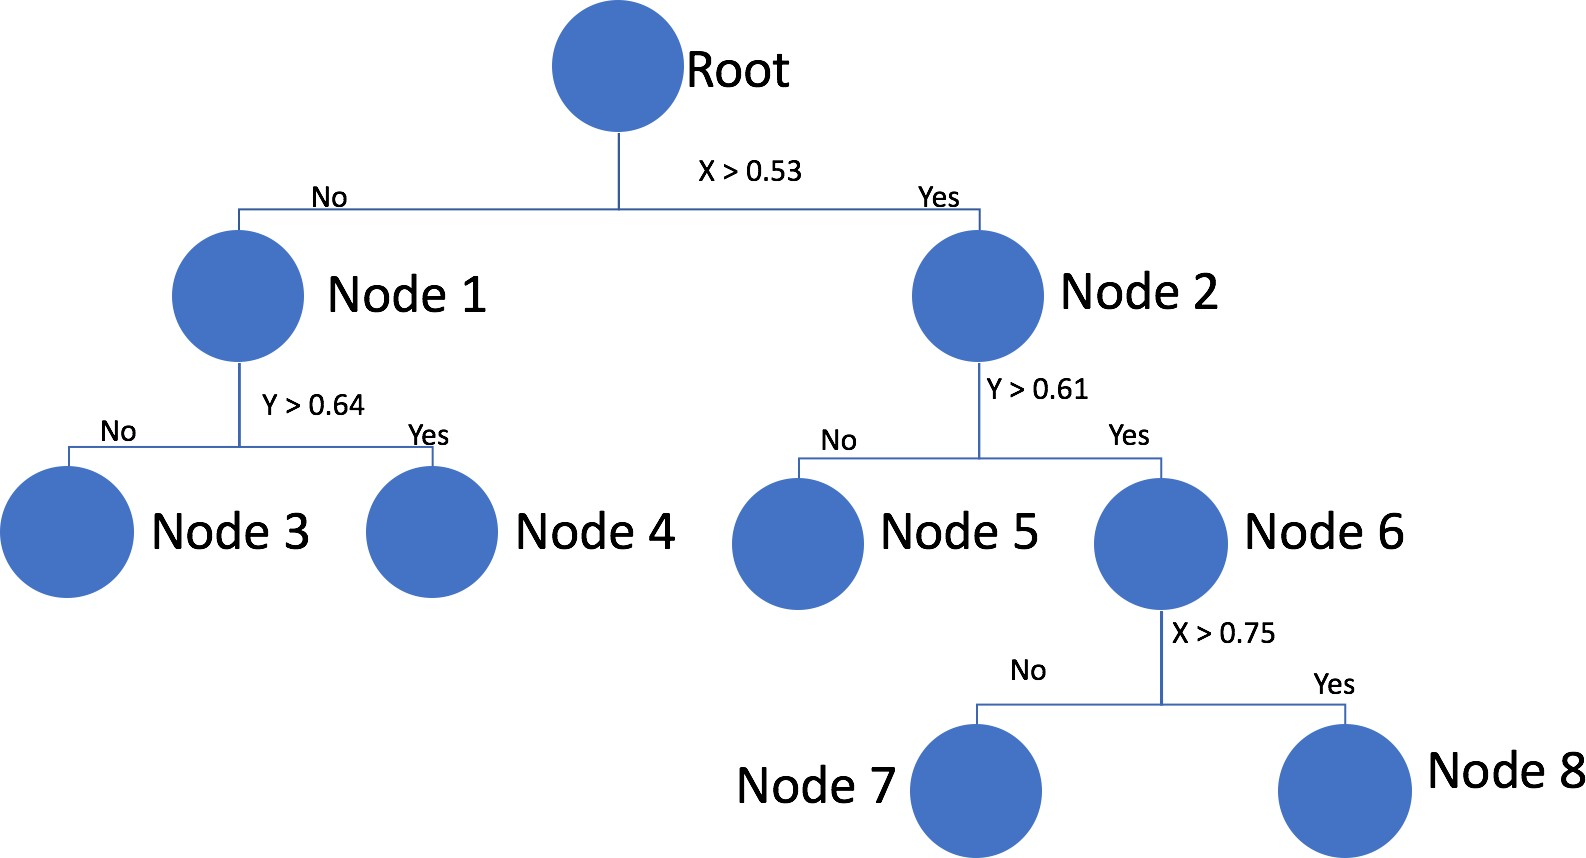 Root
X > 0.53
No
Yes
Node 1
Node 2
Y > 0.64
Y > 0.61
No
Yes
No
Yes
Node 3
Node 4
Node 5
Node 6
X > 0.75
No
Yes
Node 7
Node 8